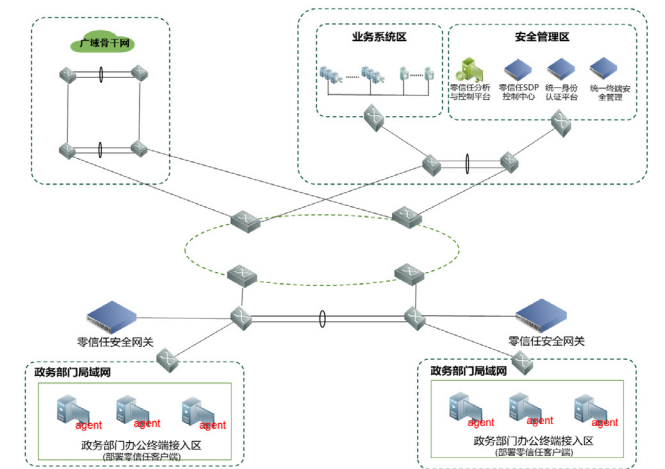 广域骨干网
业务系统区
安全管理区
零信任分析
与控制平台
零信任SDP
控制中心
统一身份
认证平台
统一终端安
全管理
零信任安全网关
零信任安全网关
政务部门局域网
agent
agent
agent
政务部门办公终端接入区
(部署零信任客户端)
政务部门局域网
agent
agent
agent
政务部门办公终端接入区
(部署零信任客户端)